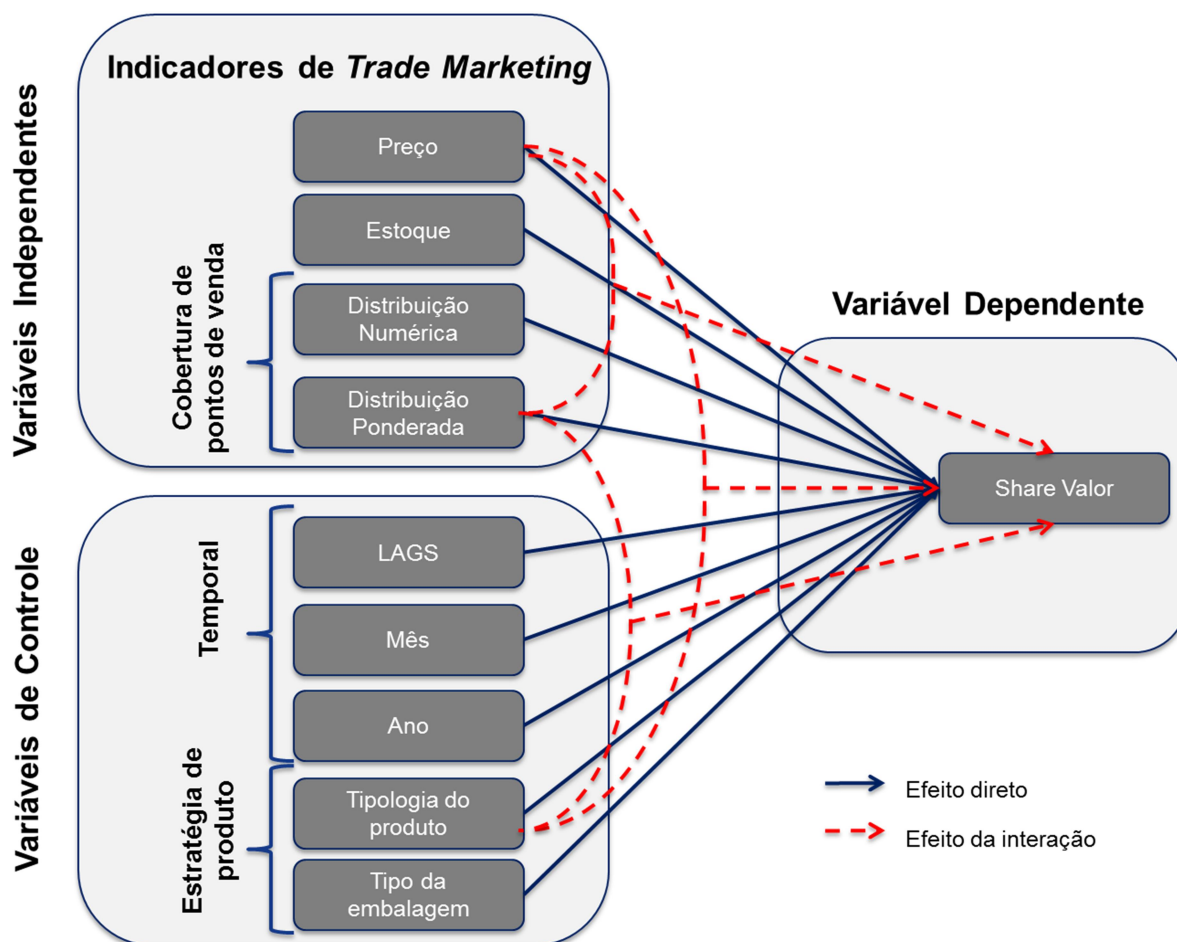 Variáveis Independentes
Indicadores de Trade Marketing
Preço
Estoque
Cobertura de
pontos de venda
Distribuição
Numérica
Distribuição
Ponderada
Variável Dependente
Share Valor
Variáveis de Controle
Temporal
LAGS
Mês
Ano
Estratégia de
produto
Tipologia do
produto
Tipo da
embalagem
Efeito direto
Efeito da interação